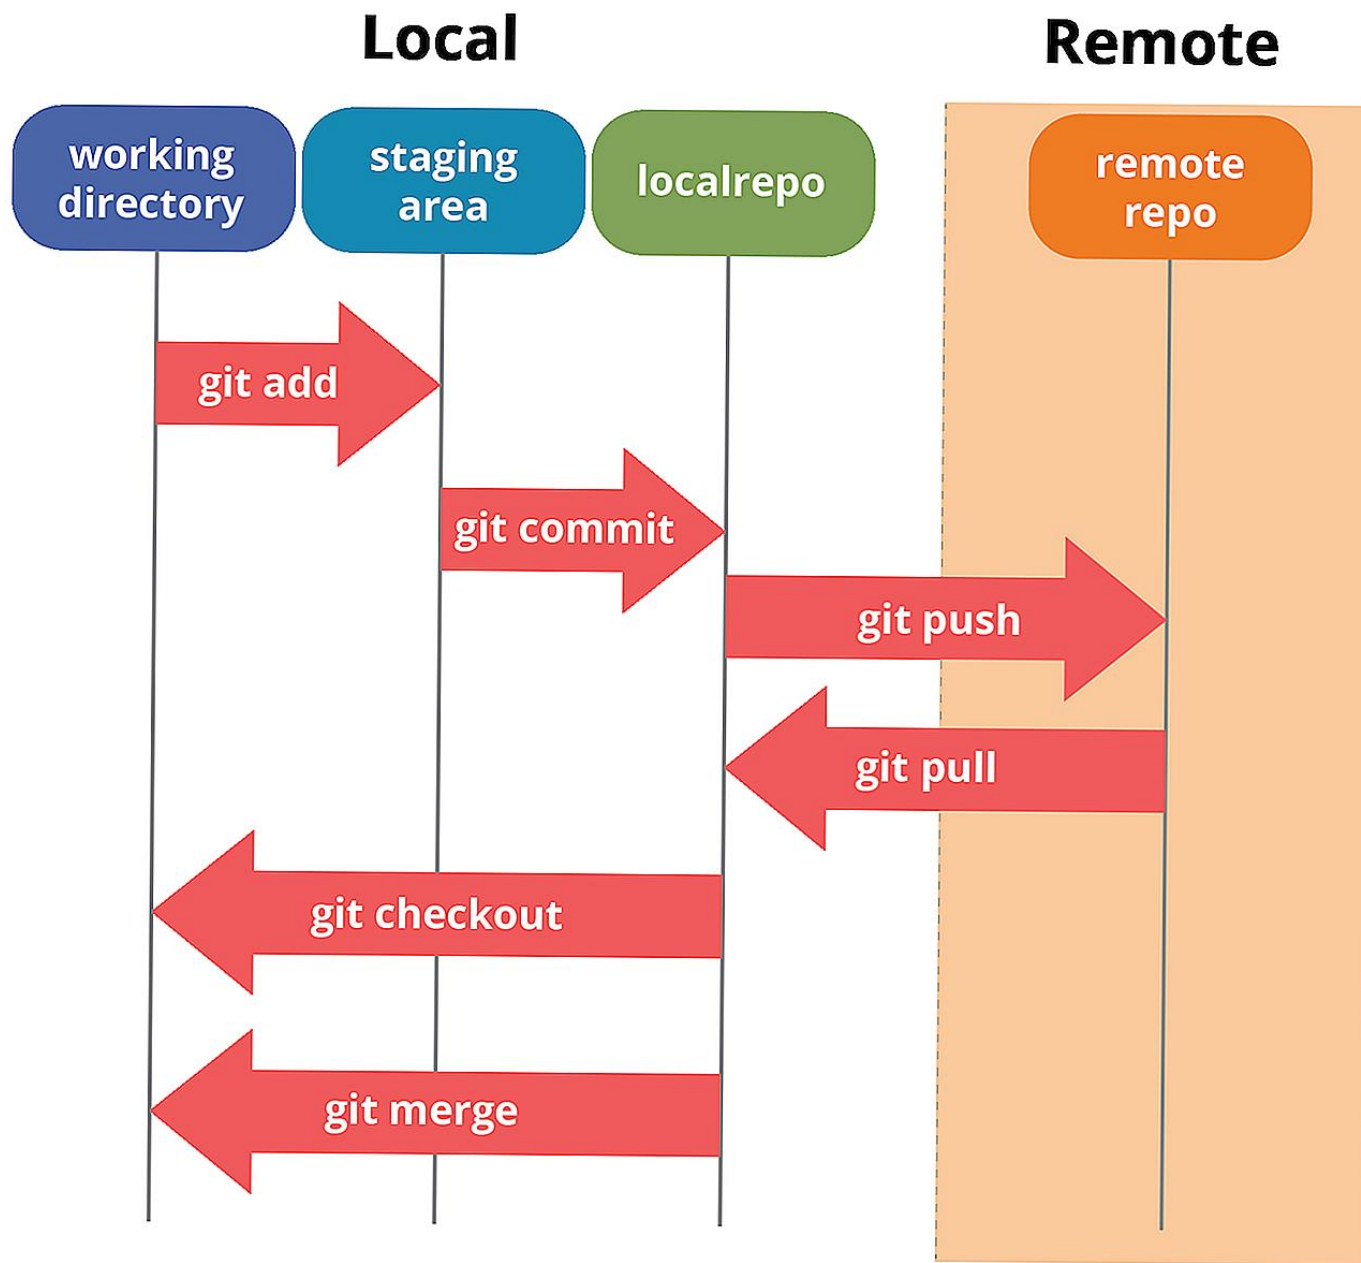 Local
Remote
working
directory
staging
area
localrepo
remote
repo
git add
git commit
git push
git pull
git checkout
git merge